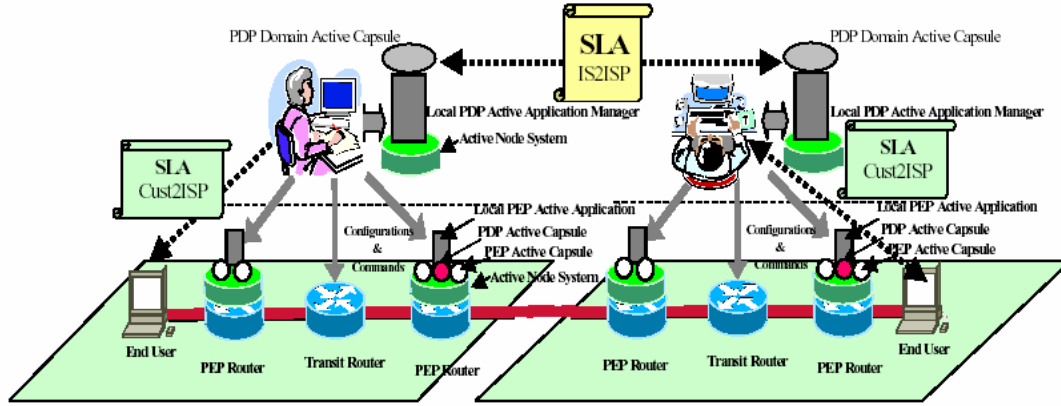 PDP Domain Active Capsule
SLA
IS2ISP
PDP Domain Active Capsule
Local PDP Active Application Manager
Active Node System
Local PDP Active Application Manager
SLA
Cust2ISP
SLA
Cust2ISP
Local PEP Active Application
PDP Active Capsule
PEP Active Capsule
Active Node System
Configurations
&
Commands
Local PEP Active Application
PDP Active Capsule
PEP Active Capsule
Configurations
&
Commands
End User
PEP Router
Transit Router
PEP Router
PEP Router
Transit Router
PEP Router
End User